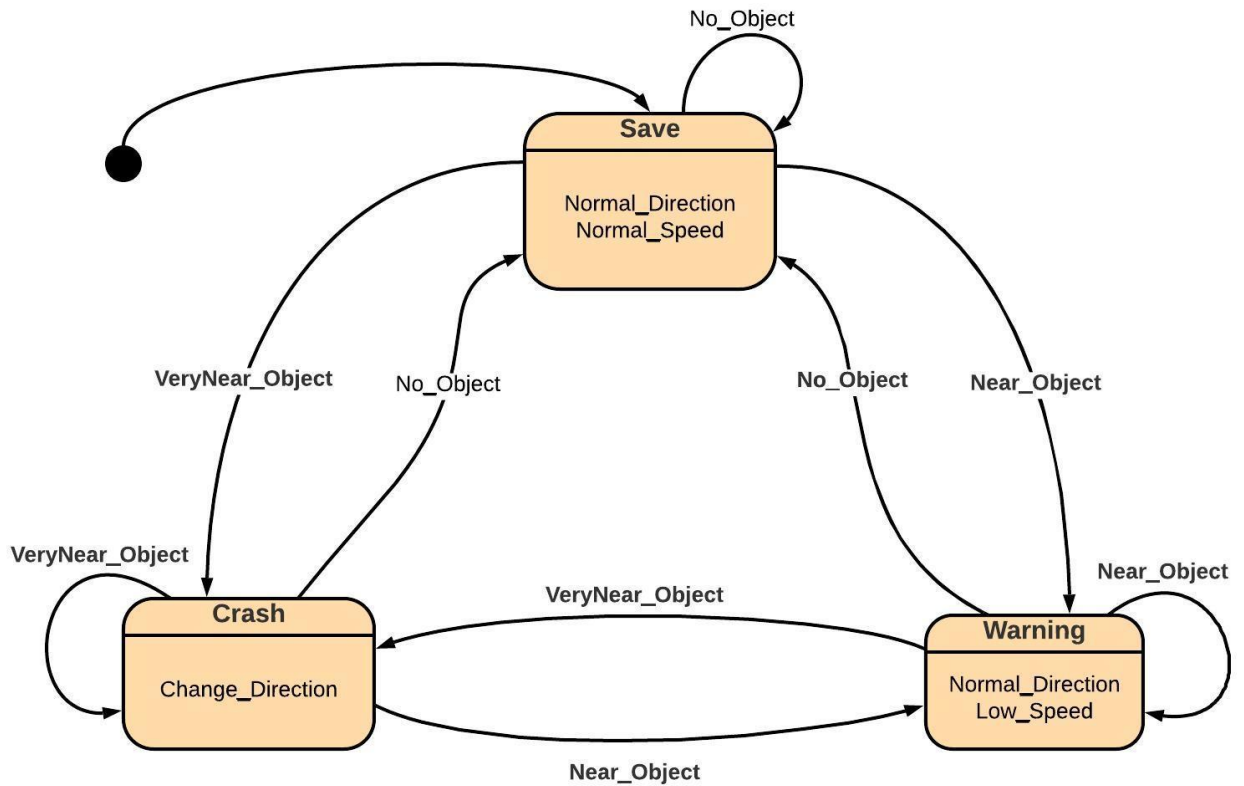 No_Object
Save
Normal_Direction
Normal_Speed
VeryNear_Object
No_Object
No_Object
Near_Object
VeryNear_Object
Crash
Change_Direction
VeryNear_Object
Near_Object
Warning
Normal_Direction
Low_Speed
Near_Object